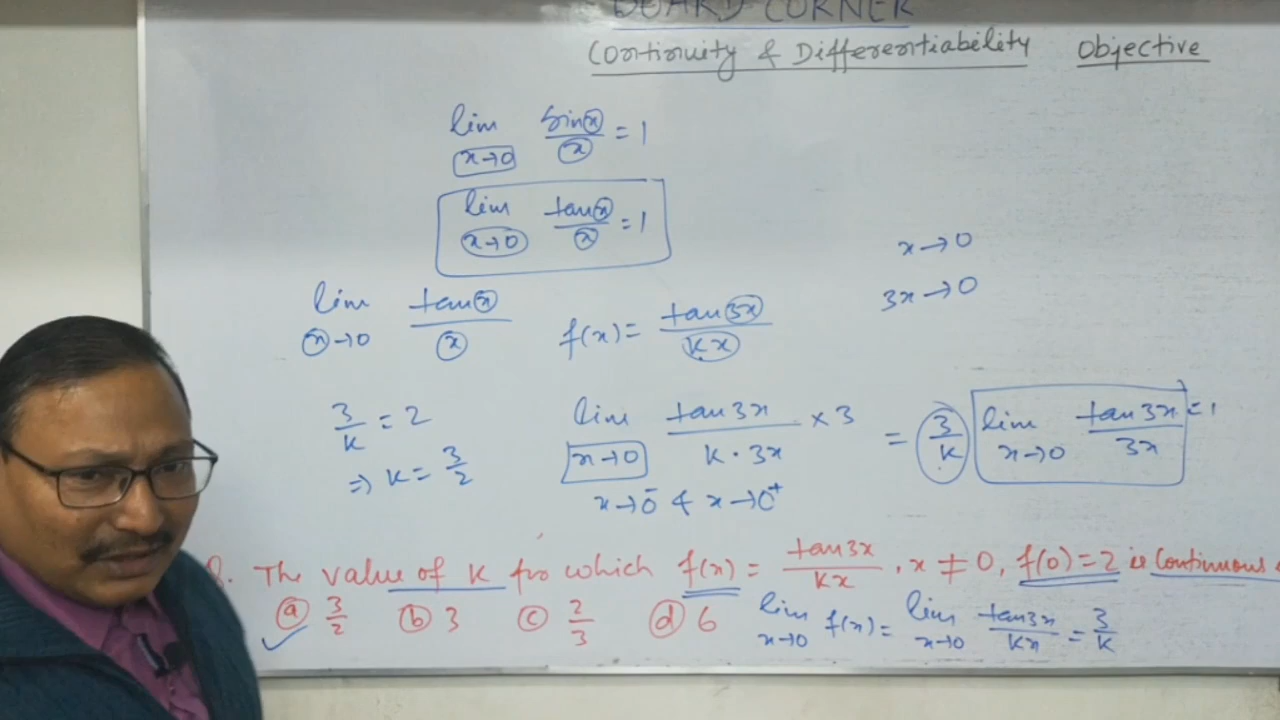 BOARD CORNER
Continuity & Differentiability Objective
lim x→0 sin x / x = 1
lim x→0 tan x / x = 1
x→0
3x→0
lim x→0 tan x / x
f(x) = tan 3x / kx
3/k = 2
⇒ k = 3/2
lim x→0 tan 3x / k·3x × 3 = 3/k lim x→0 tan 3x / 3x = 1
x→0⁻ & x→0⁺
The value of K for which f(x) = tan 3x / kx , x ≠ 0, f(0) = 2 is Continuous
(a) 3/2 (b) 3 (c) 2/3 (d) 6
lim x→0 f(x) = lim x→0 tan 3x / kx = 3/k